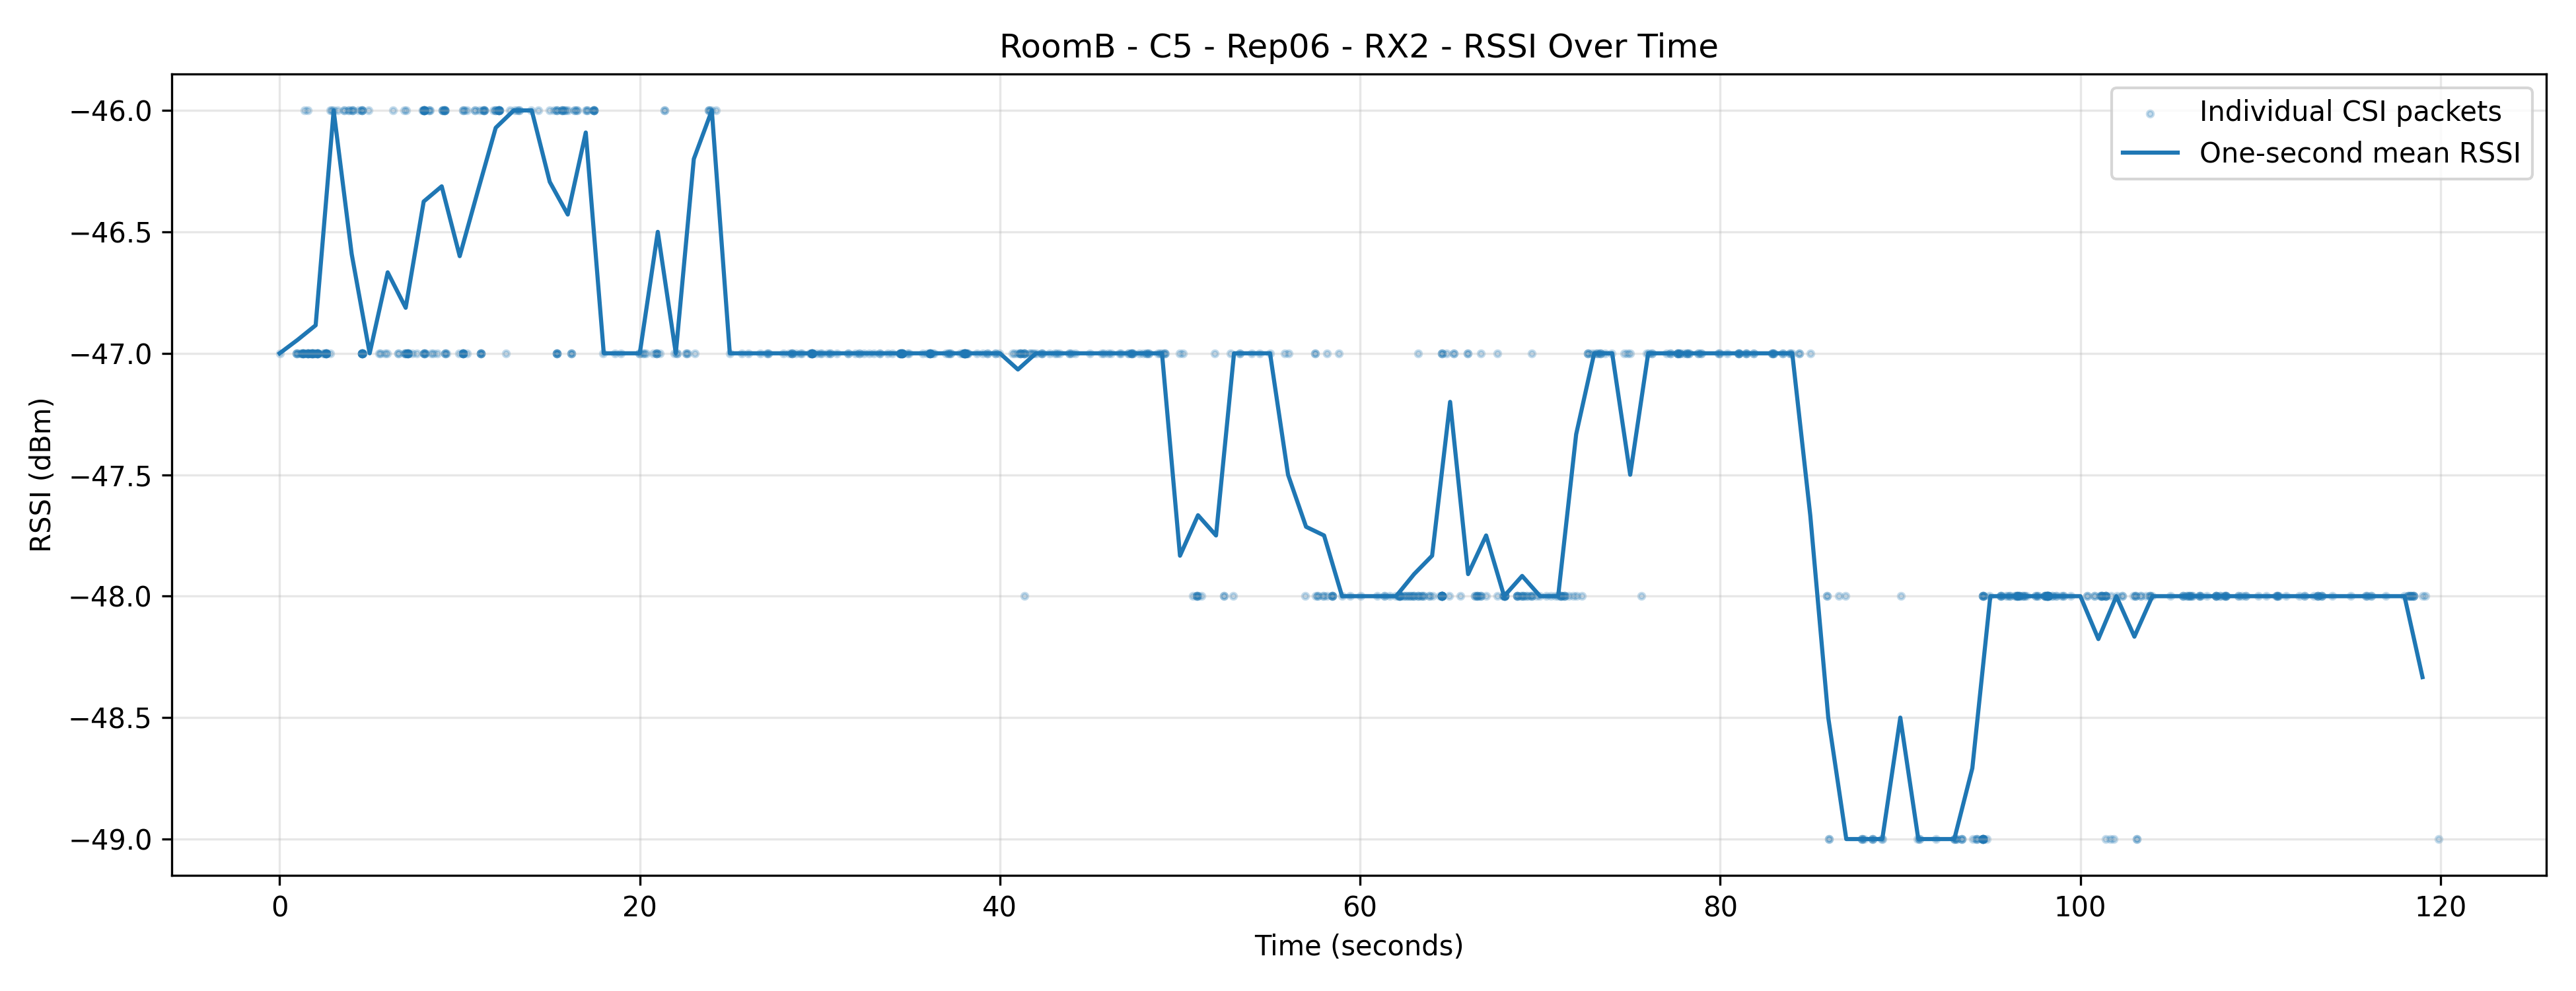 RoomB - C5 - Rep06 - RX2 - RSSI Over Time
Individual CSI packets
One-second mean RSSI
RSSI (dBm)
−46.0
−46.5
−47.0
−47.5
−48.0
−48.5
−49.0
0 20 40 60 80 100 120
Time (seconds)